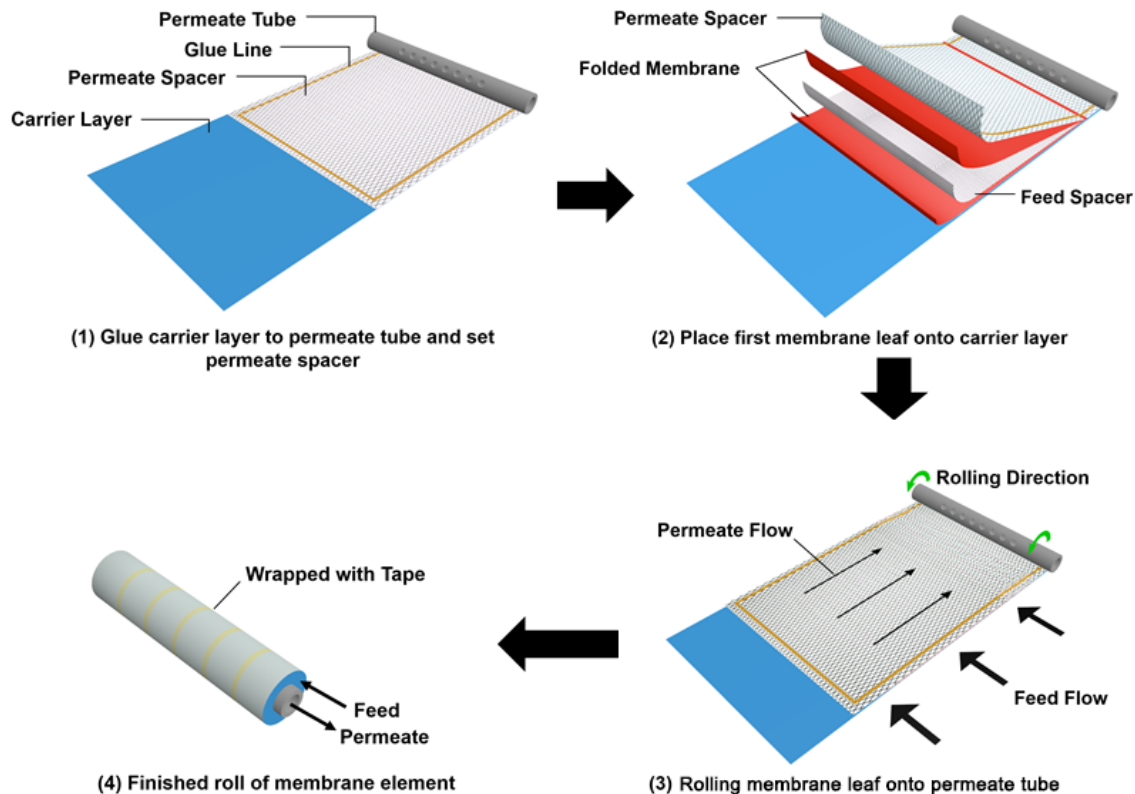 Permeate Tube
Glue Line
Permeate Spacer
Carrier Layer
(1) Glue carrier layer to permeate tube and set
permeate spacer
Permeate Spacer
Folded Membrane
Feed Spacer
(2) Place first membrane leaf onto carrier layer
Rolling Direction
Permeate Flow
Feed Flow
(3) Rolling membrane leaf onto permeate tube
Wrapped with Tape
Feed
Permeate
(4) Finished roll of membrane element